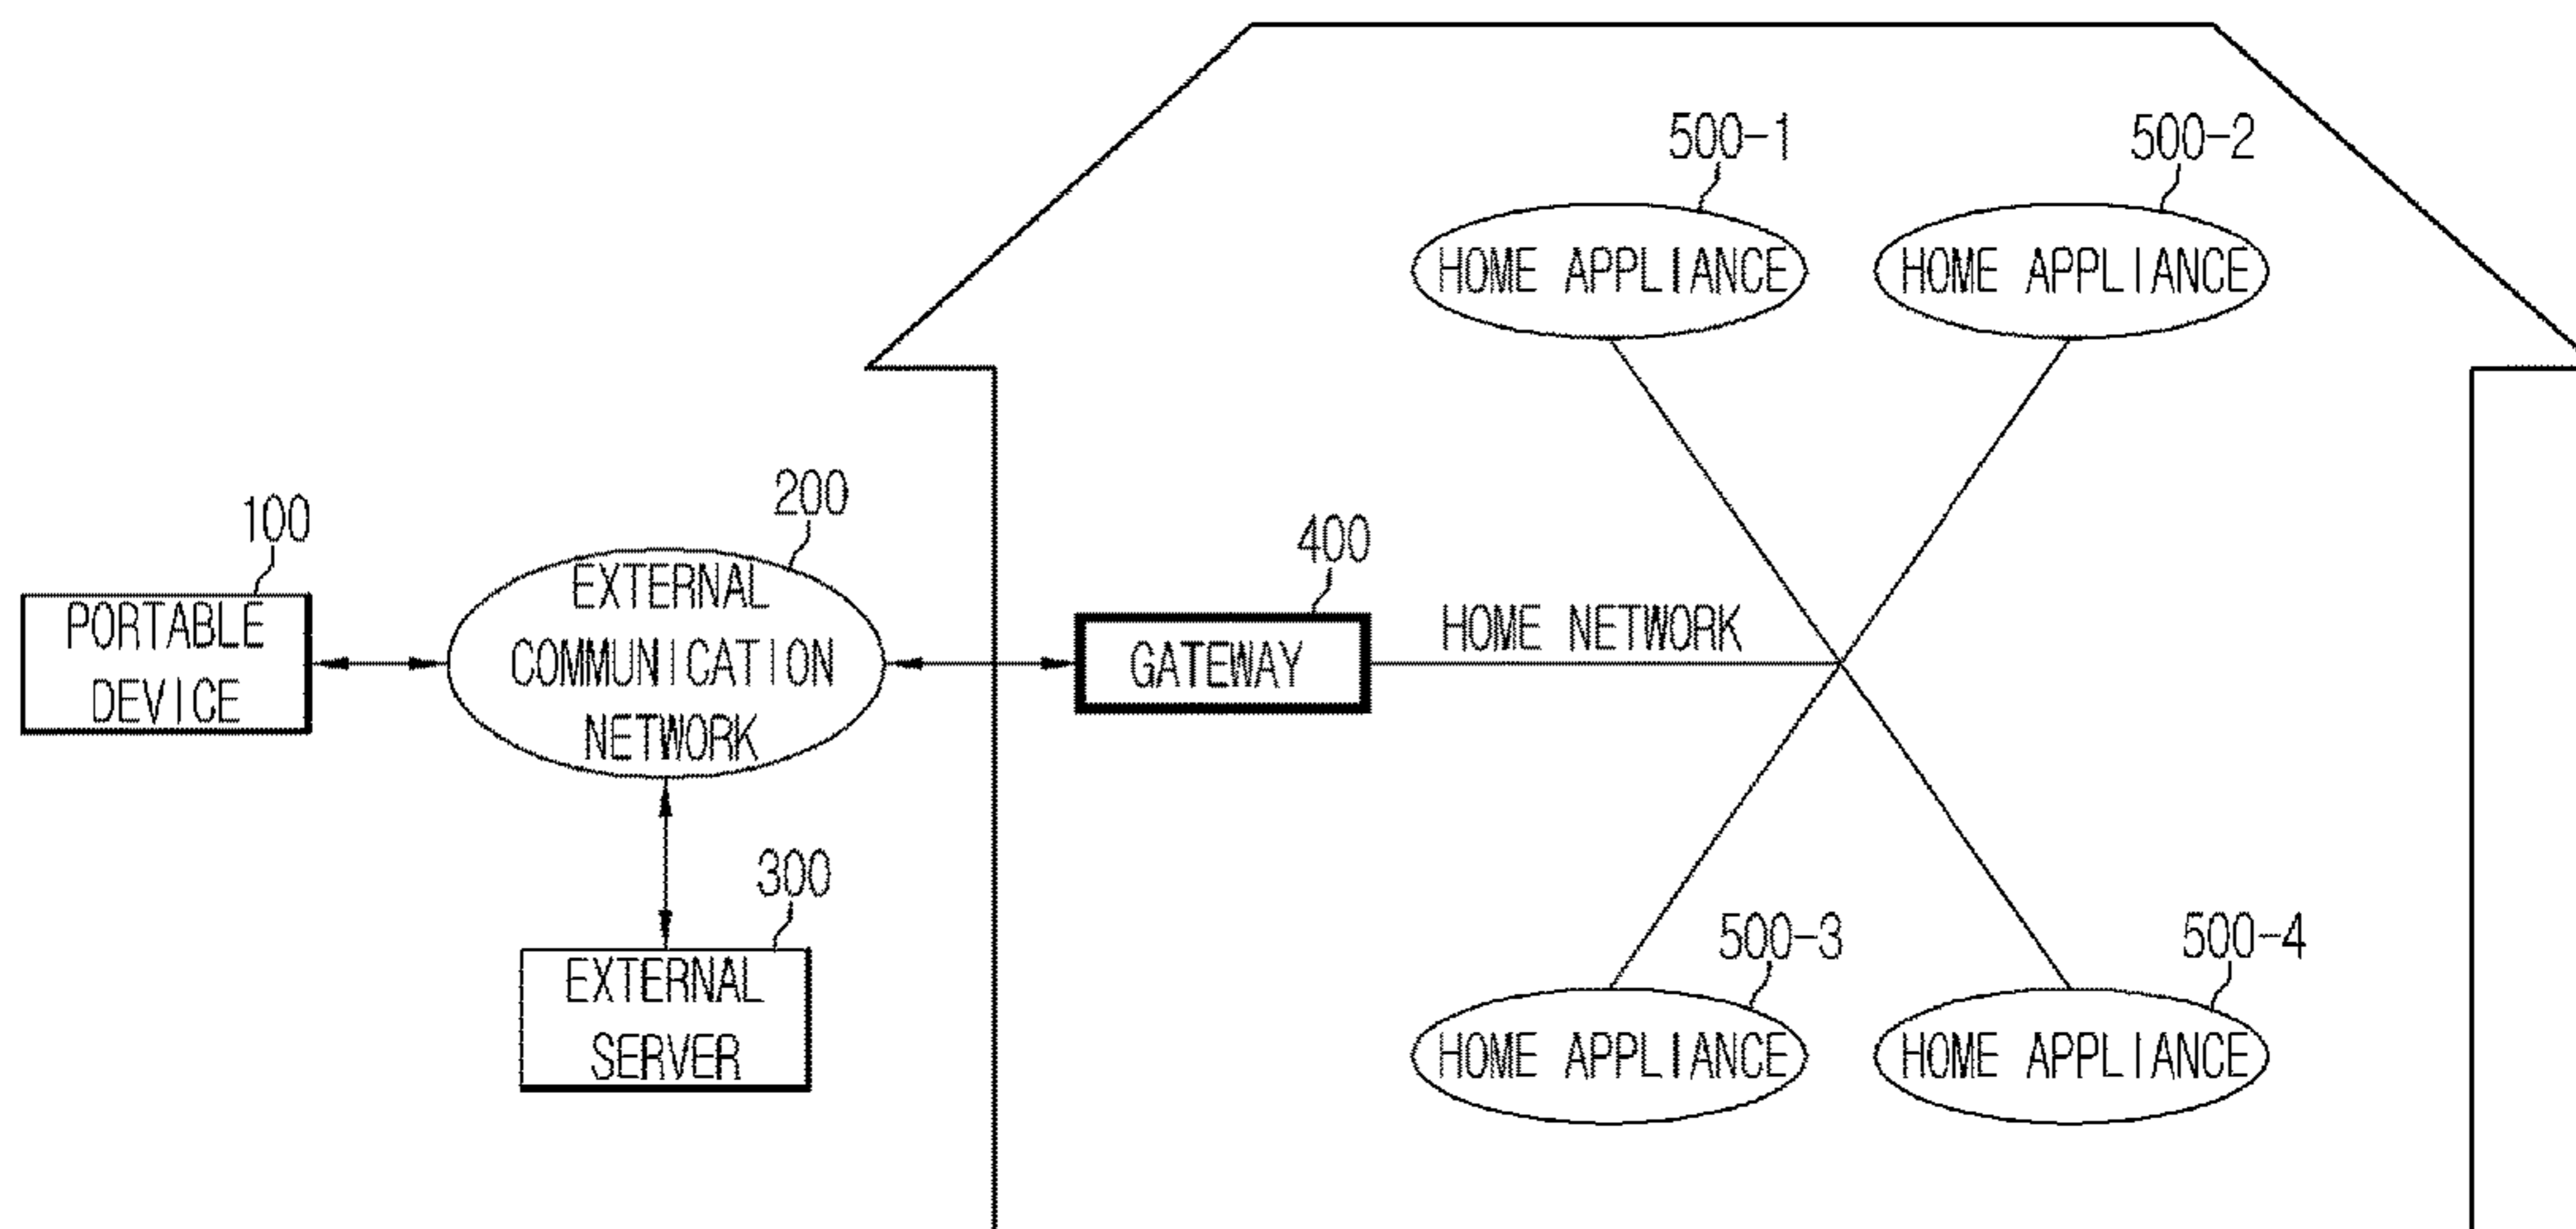 500-1
500-2
HOME APPLIANCE
HOME APPLIANCE
100
PORTABLE
DEVICE
200
EXTERNAL
COMMUNICATION
NETWORK
300
EXTERNAL
SERVER
400
GATEWAY
HOME NETWORK
500-3
500-4
HOME APPLIANCE
HOME APPLIANCE